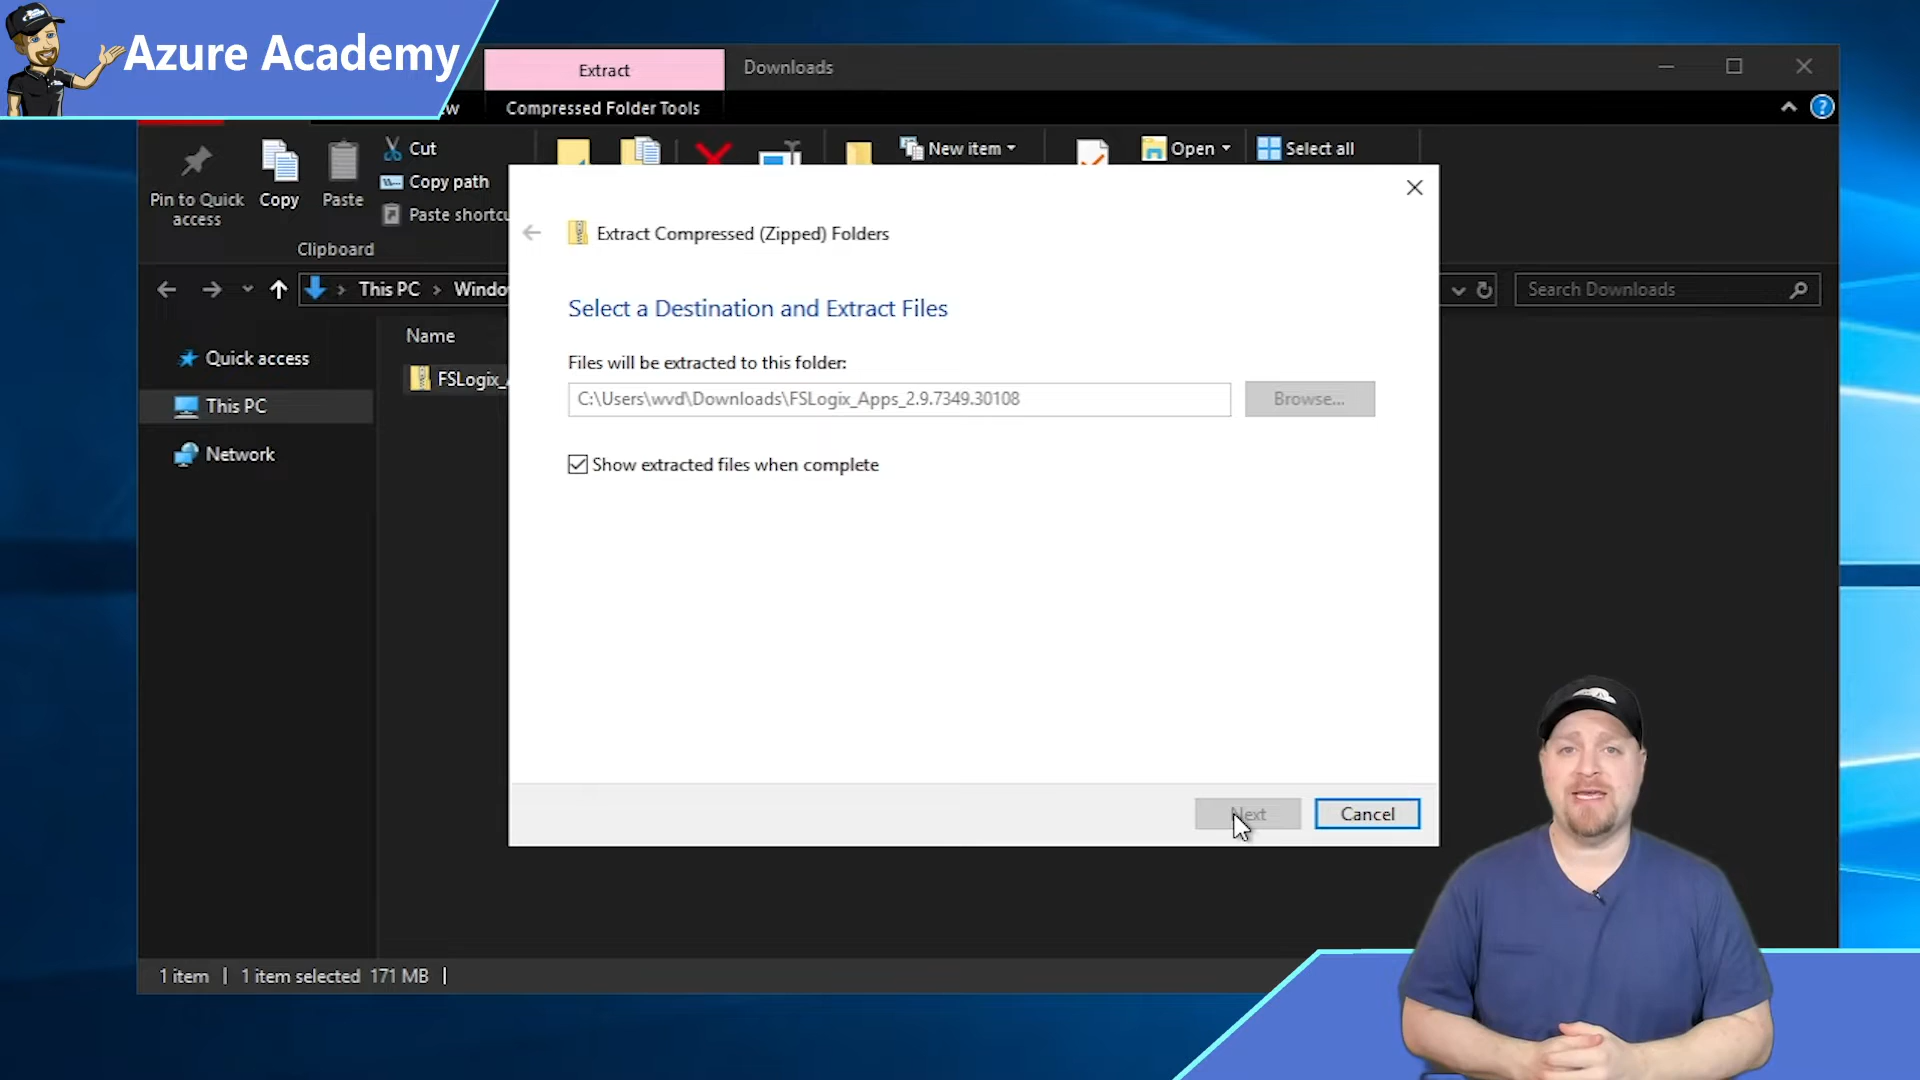 Azure Academy
Extract
Downloads
w
Compressed Folder Tools
Cut
Copy path
Paste shortcu
Pin to Quick
access
Copy
Paste
Clipboard
New item
Open
Select all
This PC
Windo
Search Downloads
Name
Quick access
FSLogix_
This PC
Network
Extract Compressed (Zipped) Folders
Select a Destination and Extract Files
Files will be extracted to this folder:
C:\Users\wvd\Downloads\FSLogix_Apps_2.9.7349.30108
Browse...
Show extracted files when complete
Next
Cancel
1 item
1 item selected 171 MB